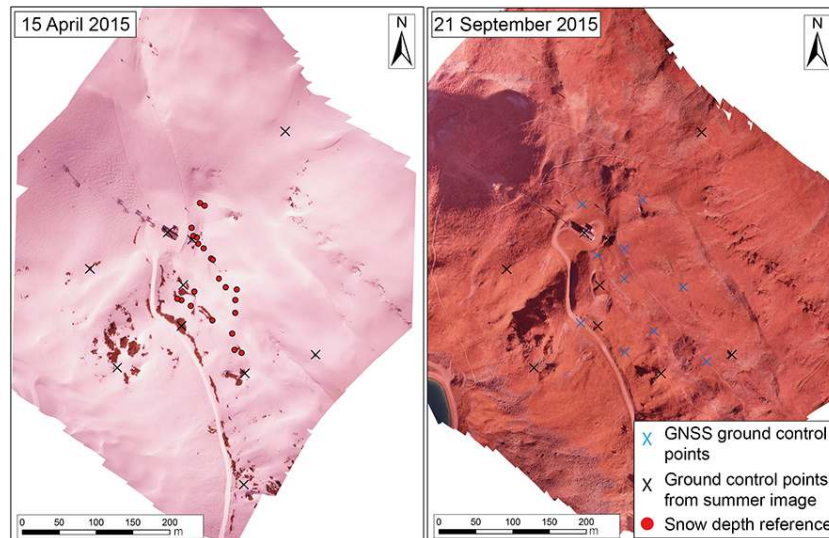 15 April 2015
N
0 50 100 150 200
m
21 September 2015
N
0 50 100 150 200
m
GNSS ground control
points
Ground control points
from summer image
Snow depth reference